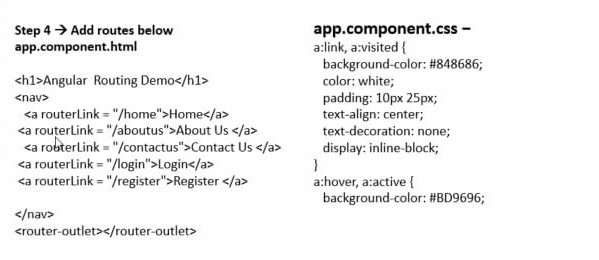 Step 4 → Add routes below
app.component.html
<h1>Angular  Routing Demo</h1>
<nav>
<a routerLink = "/home">Home</a>
<a routerLink = "/aboutus">About Us </a>
<a routerLink = "/contactus">Contact Us </a>
<a routerLink = "/login">Login</a>
<a routerLink = "/register">Register </a>
</nav>
<router-outlet></router-outlet>
app.component.css –
a:link, a:visited {
background-color: #848686;
color: white;
padding: 10px 25px;
text-align: center;
text-decoration: none;
display: inline-block;
}
a:hover, a:active {
background-color: #BD9696;